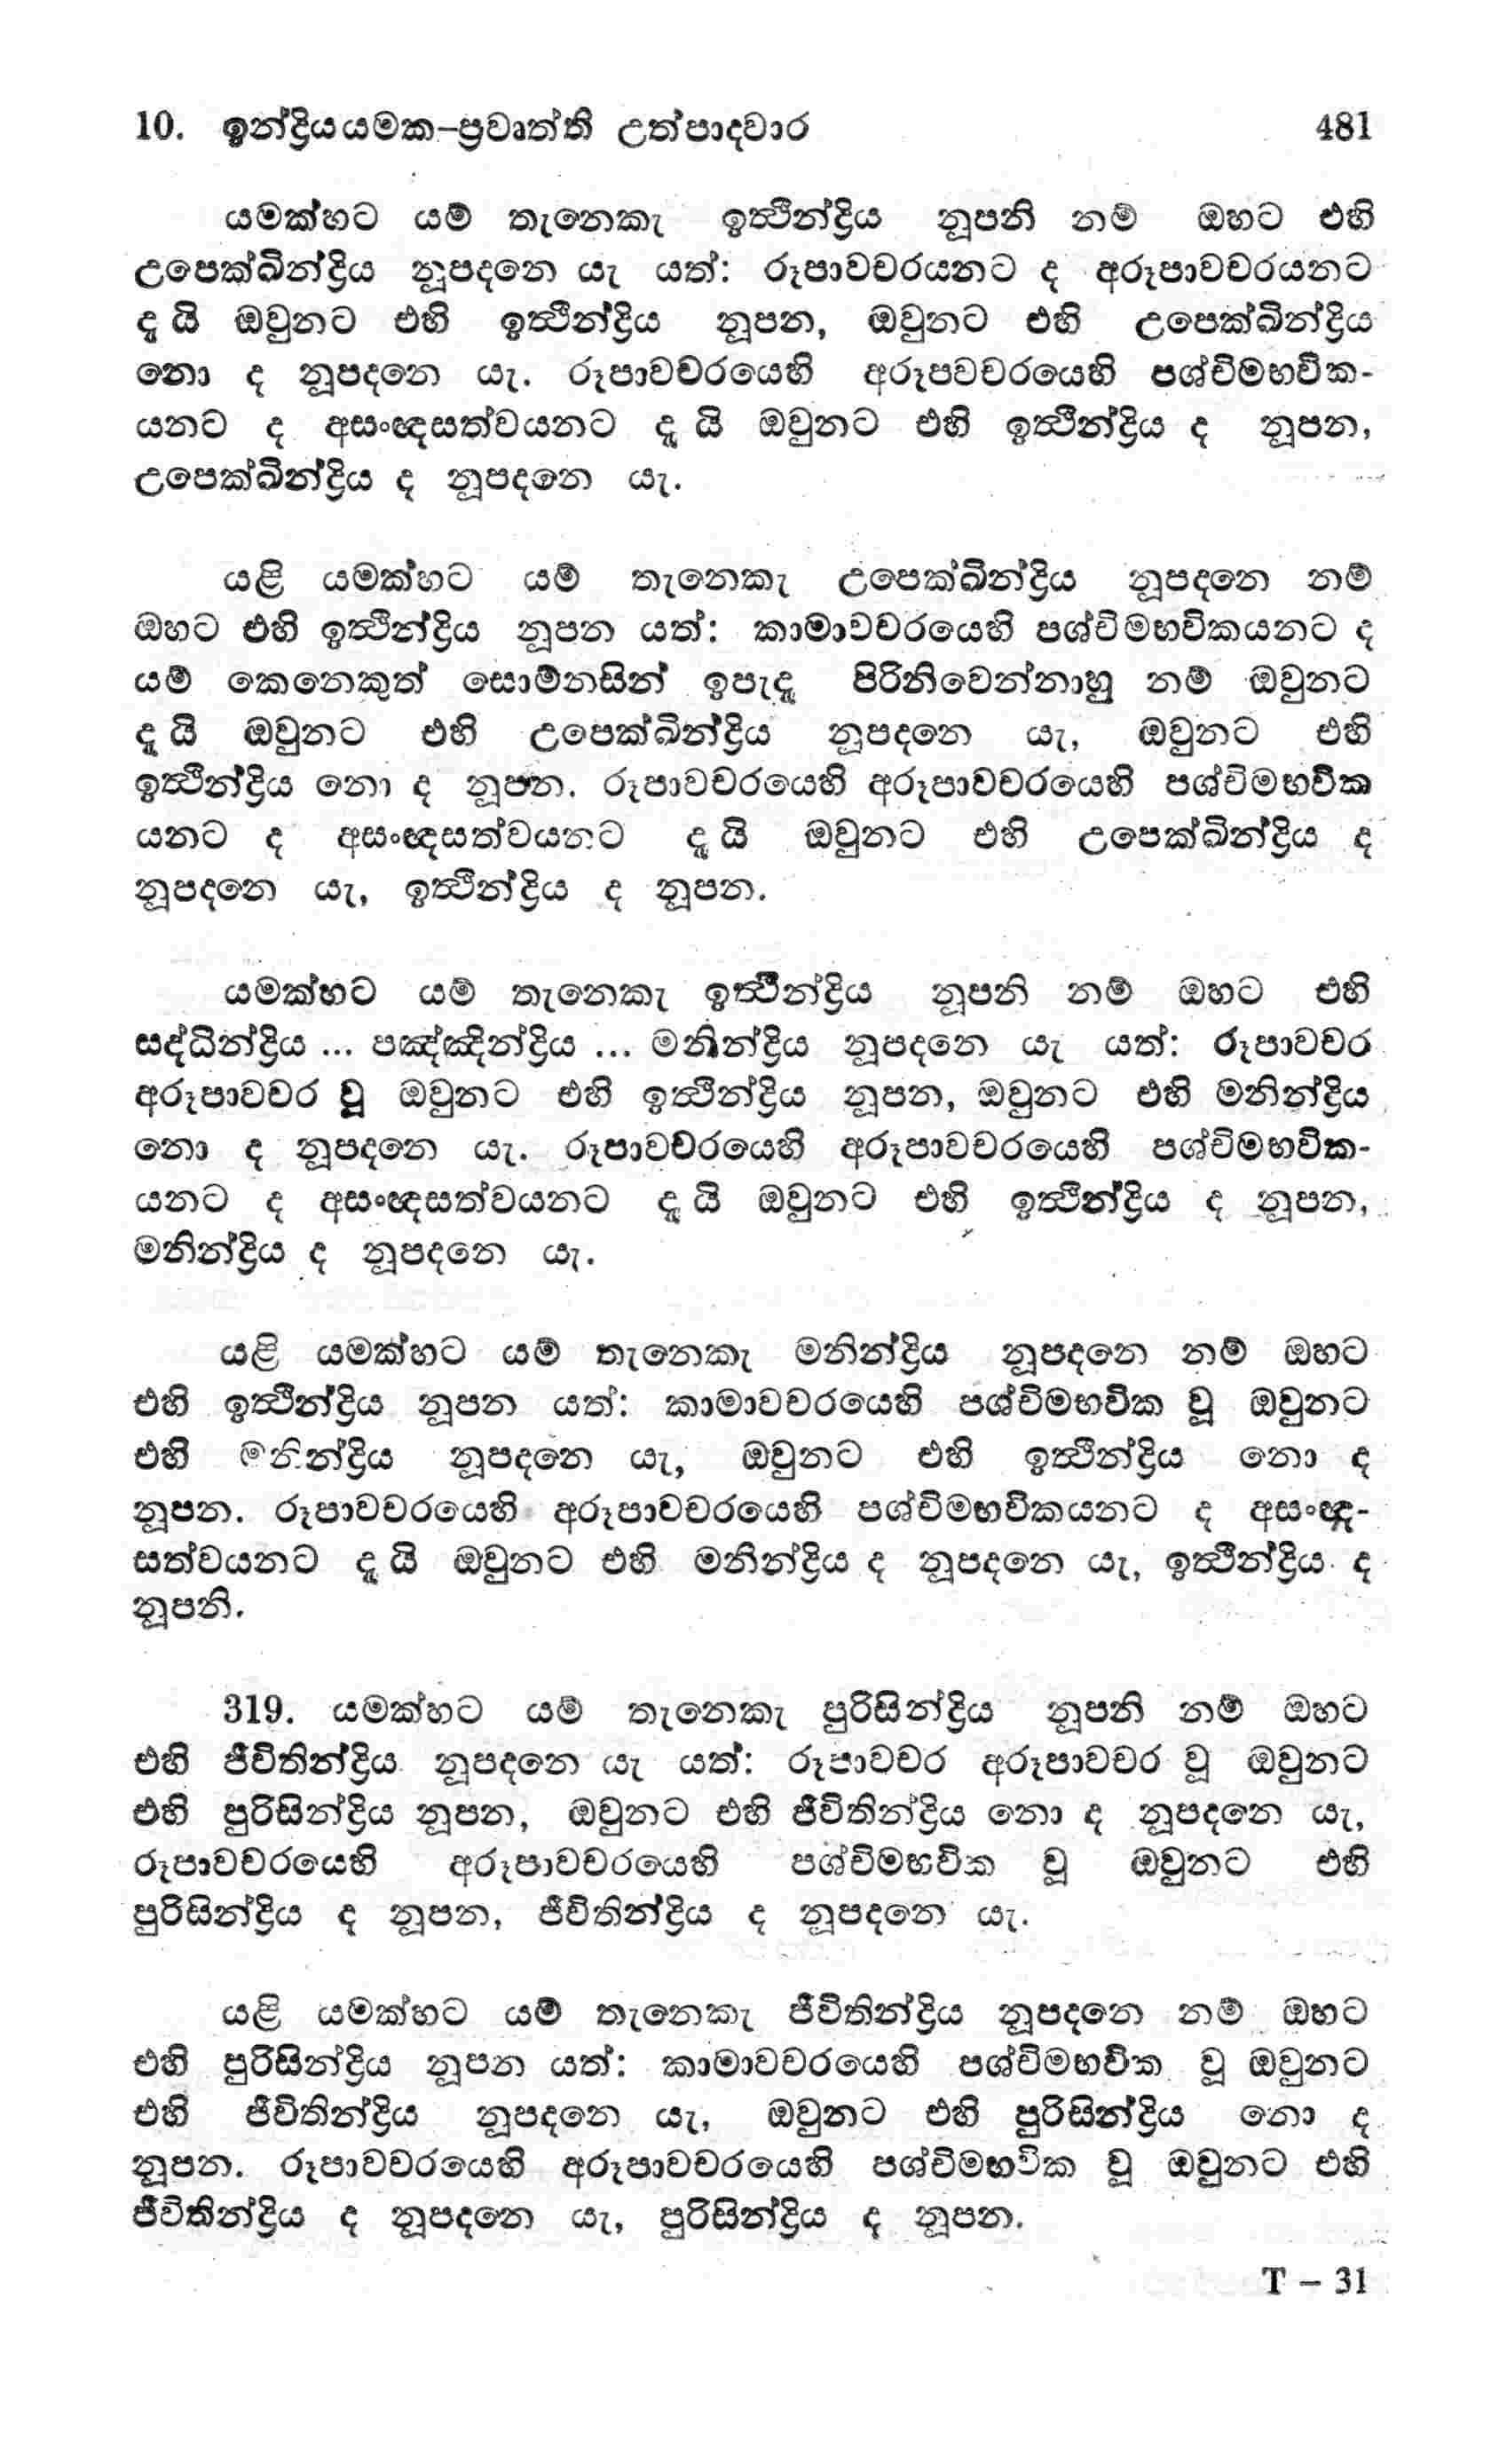 10. ඉන්ද්‍රියයමක–ප්‍රවෘත්ති උත්පාදවාර 481
යමක්හට යම් තැනෙකැ ඉත්‍ථින්ද්‍රිය නූපනි නම් ඔහට එහි
උපෙක්ඛින්ද්‍රිය නූපදනෙ යැ යත්: රූපාවචරයනට ද අරූපාවචරයනට
දැ යි ඔවුනට එහි ඉත්‍ථින්ද්‍රිය නූපන, ඔවුනට එහි උපෙක්ඛින්ද්‍රිය
නො ද නූපදනෙ යැ. රූපාවචරයෙහි අරූපවචරයෙහි පශ්චිමභවික-
යනට ද අසංඥසත්වයනට දැ යි ඔවුනට එහි ඉත්‍ථින්ද්‍රිය ද නූපන,
උපෙක්ඛින්ද්‍රිය ද නූපදනෙ යැ.
යළි යමක්හට යම් තැනෙකැ උපෙක්ඛින්ද්‍රිය නූපදනෙ නම්
ඔහට එහි ඉත්‍ථින්ද්‍රිය නූපන යත්: කාමාවචරයෙහි පශ්චිමභවිකයනට ද
යම් කෙනෙකුත් සොම්නසින් ඉපැදැ පිරිනිවෙන්නාහු නම් ඔවුනට
දැ යි ඔවුනට එහි උපෙක්ඛින්ද්‍රිය නූපදනෙ යැ, ඔවුනට එහි
ඉත්‍ථින්ද්‍රිය නො ද නූපන. රූපාවචරයෙහි අරූපාවචරයෙහි පශ්චිමභවික
යනට ද අසංඥසත්වයනට දැ යි ඔවුනට එහි උපෙක්ඛින්ද්‍රිය ද
නූපදනෙ යැ, ඉත්‍ථින්ද්‍රිය ද නූපන.
යමක්හට යම් තැනෙකැ ඉත්‍ථින්ද්‍රිය නූපනි නම් ඔහට එහි
සද්ධින්ද්‍රිය ... පඤ්ඤින්ද්‍රිය ... මනින්ද්‍රිය නූපදනෙ යැ යත්: රූපාවචර
අරූපාවචර වූ ඔවුනට එහි ඉත්‍ථින්ද්‍රිය නූපන, ඔවුනට එහි මනින්ද්‍රිය
නො ද නූපදනෙ යැ. රූපාවචරයෙහි අරූපාවචරයෙහි පශ්චිමභවික-
යනට ද අසංඥසත්වයනට දැ යි ඔවුනට එහි ඉත්‍ථින්ද්‍රිය ද නූපන,
මනින්ද්‍රිය ද නූපදනෙ යැ.
යළි යමක්හට යම් තැනෙකැ මනින්ද්‍රිය නූපදනෙ නම් ඔහට
එහි ඉත්‍ථින්ද්‍රිය නූපන යත්: කාමාවචරයෙහි පශ්චිමභවික වූ ඔවුනට
එහි මනින්ද්‍රිය නූපදනෙ යැ, ඔවුනට එහි ඉත්‍ථින්ද්‍රිය නො ද
නූපන. රූපාවචරයෙහි අරූපාවචරයෙහි පශ්චිමභවිකයනට ද අසංඥ-
සත්වයනට දැ යි ඔවුනට එහි මනින්ද්‍රිය ද නූපදනෙ යැ, ඉත්‍ථින්ද්‍රිය ද
නූපනි.
319. යමක්හට යම් තැනෙකැ පුරිසින්ද්‍රිය නූපනි නම් ඔහට
එහි ජීවිතින්ද්‍රිය නූපදනෙ යැ යත්: රූපාවචර අරූපාවචර වූ ඔවුනට
එහි පුරිසින්ද්‍රිය නූපන, ඔවුනට එහි ජීවිතින්ද්‍රිය නො ද නූපදනෙ යැ,
රූපාවචරයෙහි අරූපාවචරයෙහි පශ්චිමභවික වූ ඔවුනට එහි
පුරිසින්ද්‍රිය ද නූපන, ජීවිතින්ද්‍රිය ද නූපදනෙ යැ.
යළි යමක්හට යම් තැනෙකැ ජීවිතින්ද්‍රිය නූපදනෙ නම් ඔහට
එහි පුරිසින්ද්‍රිය නූපන යත්: කාමාවචරයෙහි පශ්චිමභවික වූ ඔවුනට
එහි ජීවිතින්ද්‍රිය නූපදනෙ යැ, ඔවුනට එහි පුරිසින්ද්‍රිය නො ද
නූපන. රූපාවචරයෙහි අරූපාවචරයෙහි පශ්චිමභවික වූ ඔවුනට එහි
ජීවිතින්ද්‍රිය ද නූපදනෙ යැ, පුරිසින්ද්‍රිය ද නූපන.
T – 31